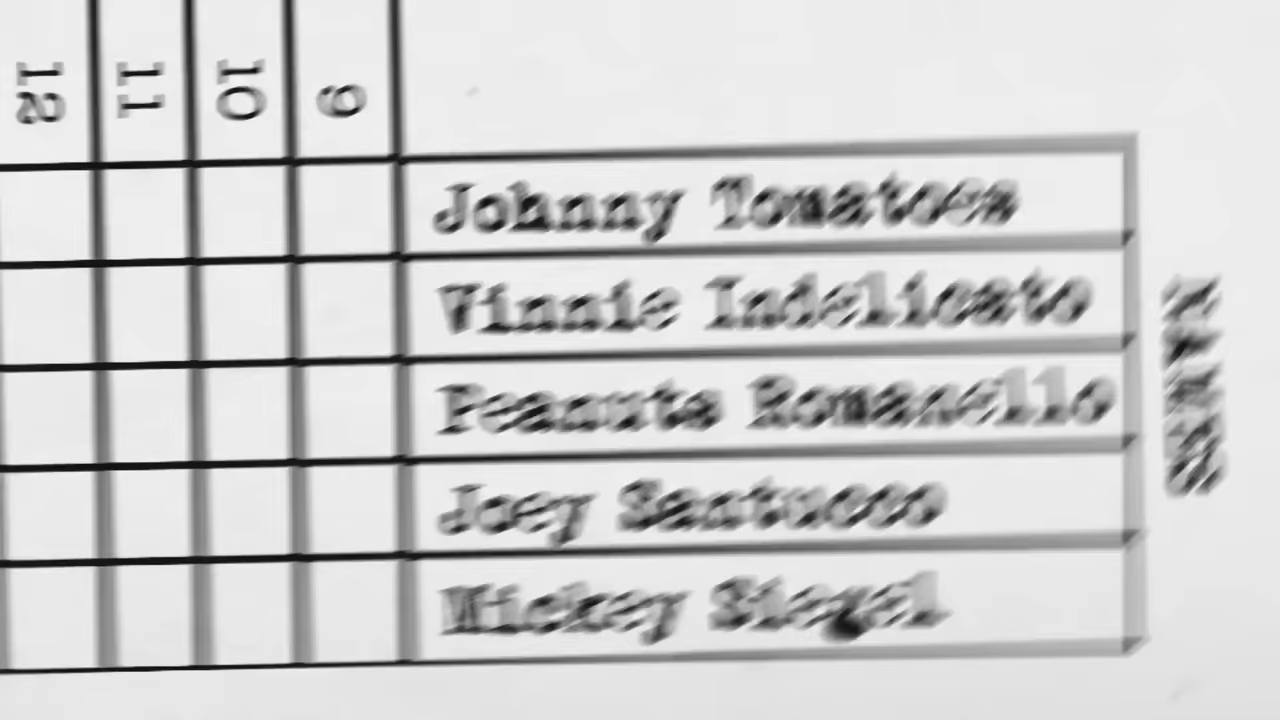 12 11 10 9
Johnny Tomatoes
Vinnie Indelicato
Peanuts Romanello
Joey Santucco
Mickey Siegel